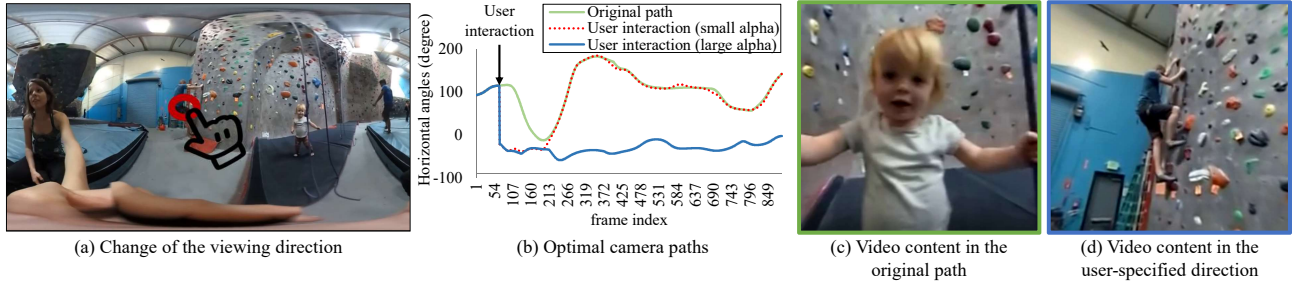 User
interaction
Original path
User interaction (small alpha)
User interaction (large alpha)
Horizontal angles (degree)
200
100
0
-100
1
54
107
160
213
266
319
372
425
478
531
584
637
690
743
796
849
frame index
(a) Change of the viewing direction
(b) Optimal camera paths
(c) Video content in the
original path
(d) Video content in the
user-specified direction